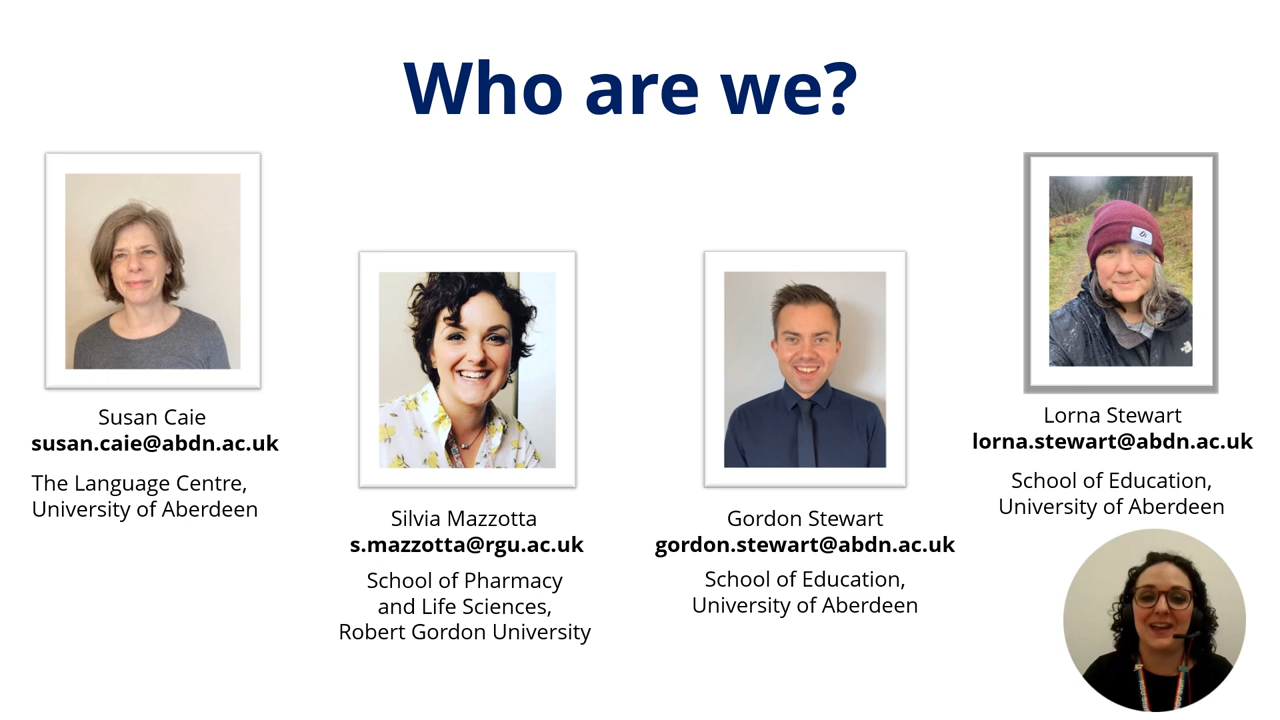 Who are we?
Susan Caie
susan.caie@abdn.ac.uk
The Language Centre,
University of Aberdeen
Silvia Mazzotta
s.mazzotta@rgu.ac.uk
School of Pharmacy
and Life Sciences,
Robert Gordon University
Gordon Stewart
gordon.stewart@abdn.ac.uk
School of Education,
University of Aberdeen
Lorna Stewart
lorna.stewart@abdn.ac.uk
School of Education,
University of Aberdeen